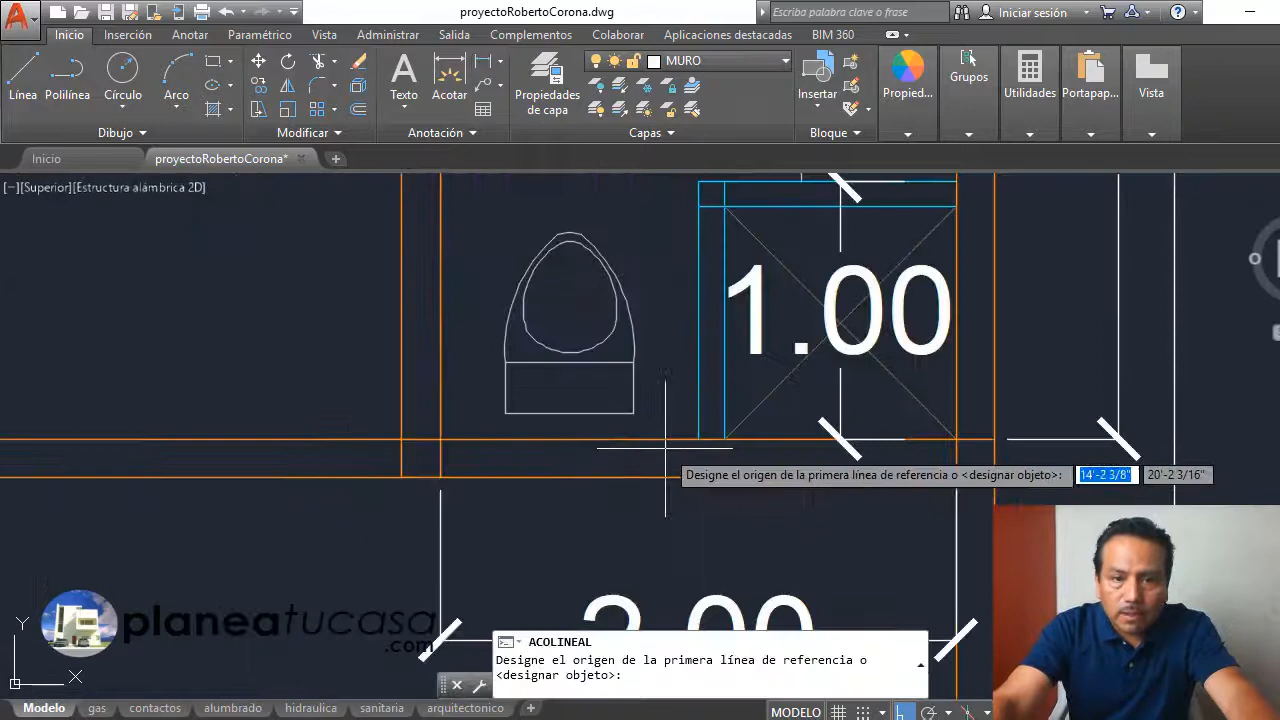 proyectoRobertoCorona.dwg
Escriba palabra clave o frase
Iniciar sesión
Inicio Inserción Anotar Paramétrico Vista Administrar Salida Complementos Colaborar Aplicaciones destacadas BIM 360
MURO
Línea Polilínea Círculo Arco Texto Acotar Propiedades de capa Insertar Propied... Grupos Utilidades Portapap... Vista
Dibujo Modificar Anotación Capas Bloque
Inicio proyectoRobertoCorona*
[−][Superior][Estructura alámbrica 2D]
1.00
Designe el origen de la primera línea de referencia o <designar objeto>: 14'-2 3/8" 20'-2 3/16"
planeatucasa
.com
2.00
Y
X
ACOLINEAL
Designe el origen de la primera línea de referencia o
<designar objeto>:
Modelo gas contactos alumbrado hidraulica sanitaria arquitectonico
MODELO